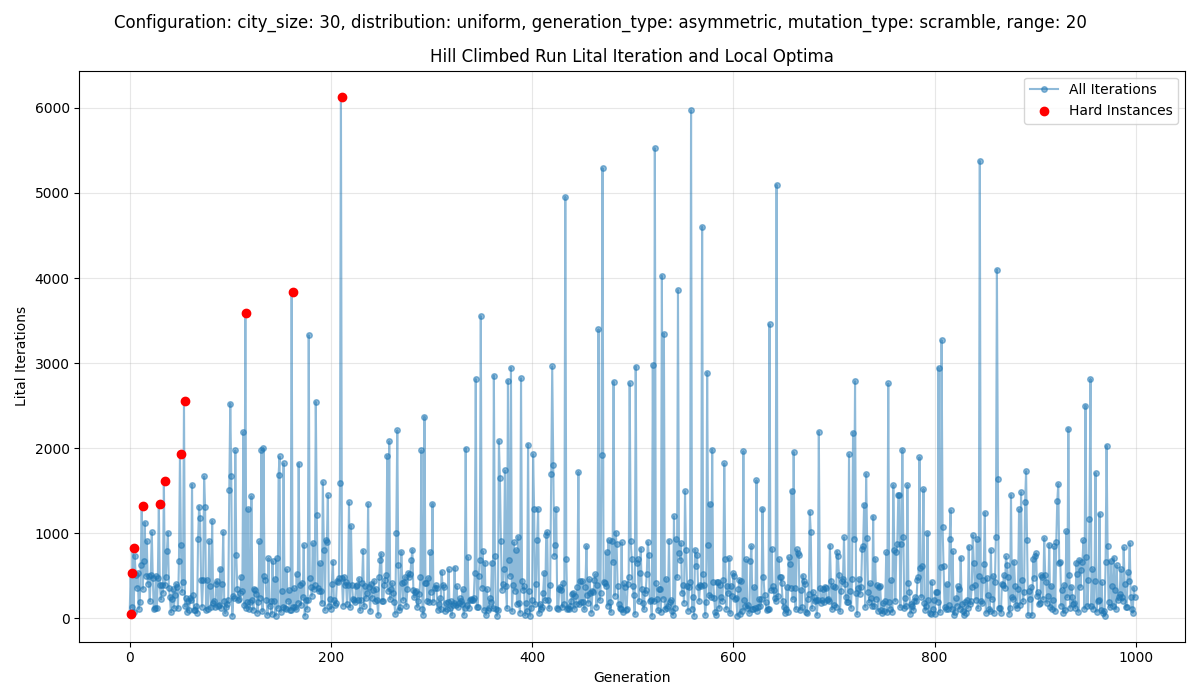 Configuration: city_size: 30, distribution: uniform, generation_type: asymmetric, mutation_type: scramble, range: 20
Hill Climbed Run Lital Iteration and Local Optima
All Iterations
Hard Instances
6000
5000
4000
3000
2000
1000
0
Lital Iterations
0 200 400 600 800 1000
Generation